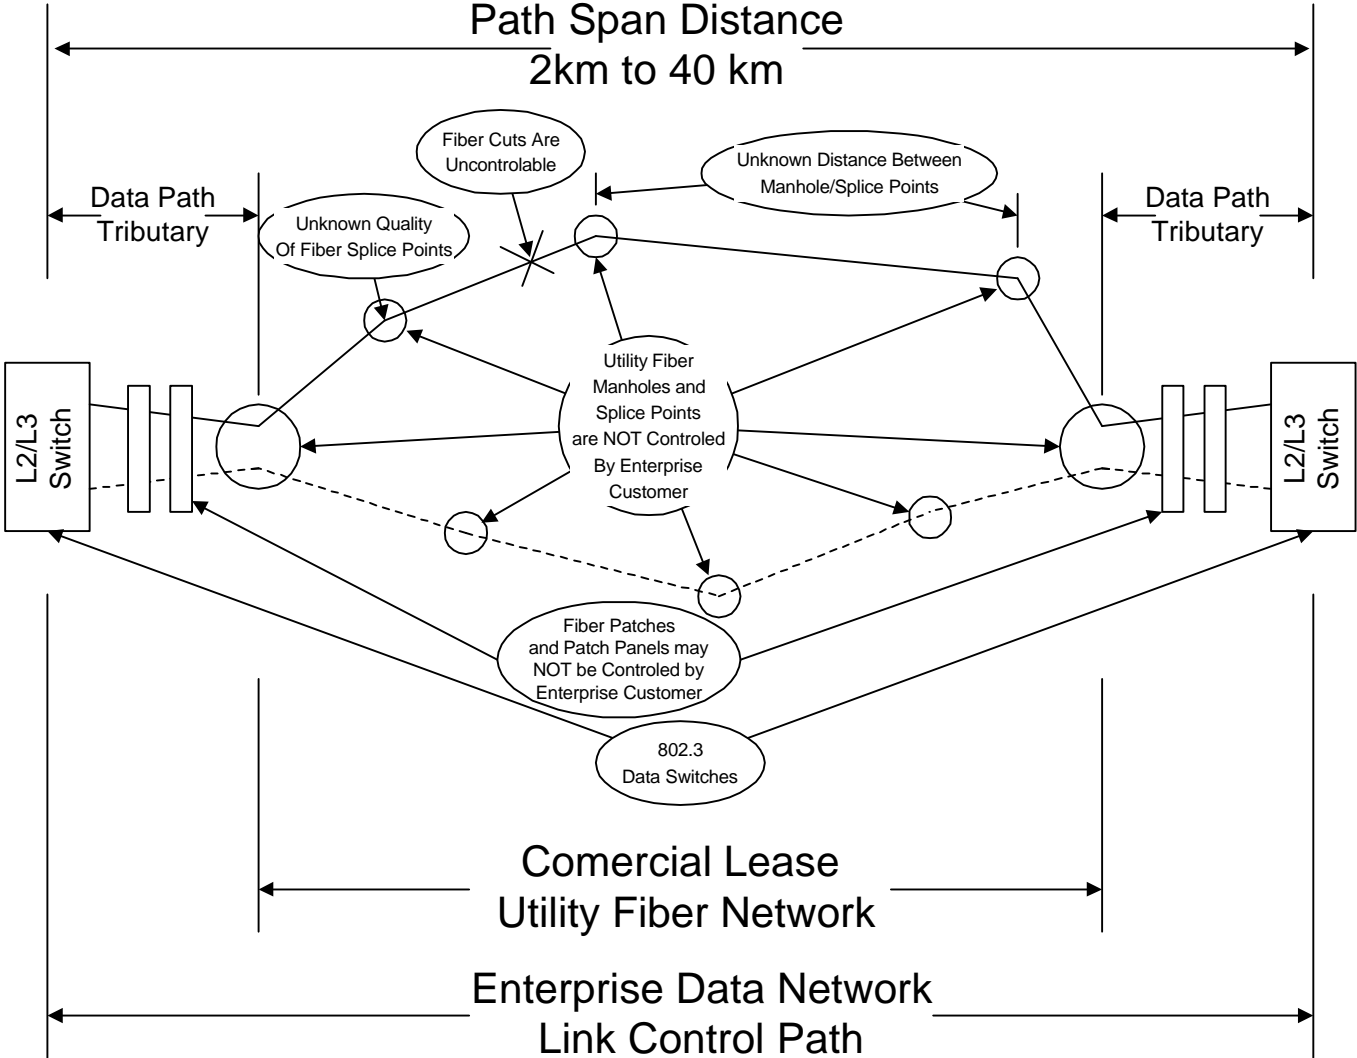 Path Span Distance
2km to 40 km
Fiber Cuts Are
Uncontrolable
Unknown Distance Between
Manhole/Splice Points
Data Path
Tributary
Unknown Quality
Of Fiber Splice Points
Data Path
Tributary
Utility Fiber
Manholes and
Splice Points
are NOT Controled
By Enterprise
Customer
L2/L3
Switch
L2/L3
Switch
Fiber Patches
and Patch Panels may
NOT be Controled by
Enterprise Customer
802.3
Data Switches
Comercial Lease
Utility Fiber Network
Enterprise Data Network
Link Control Path